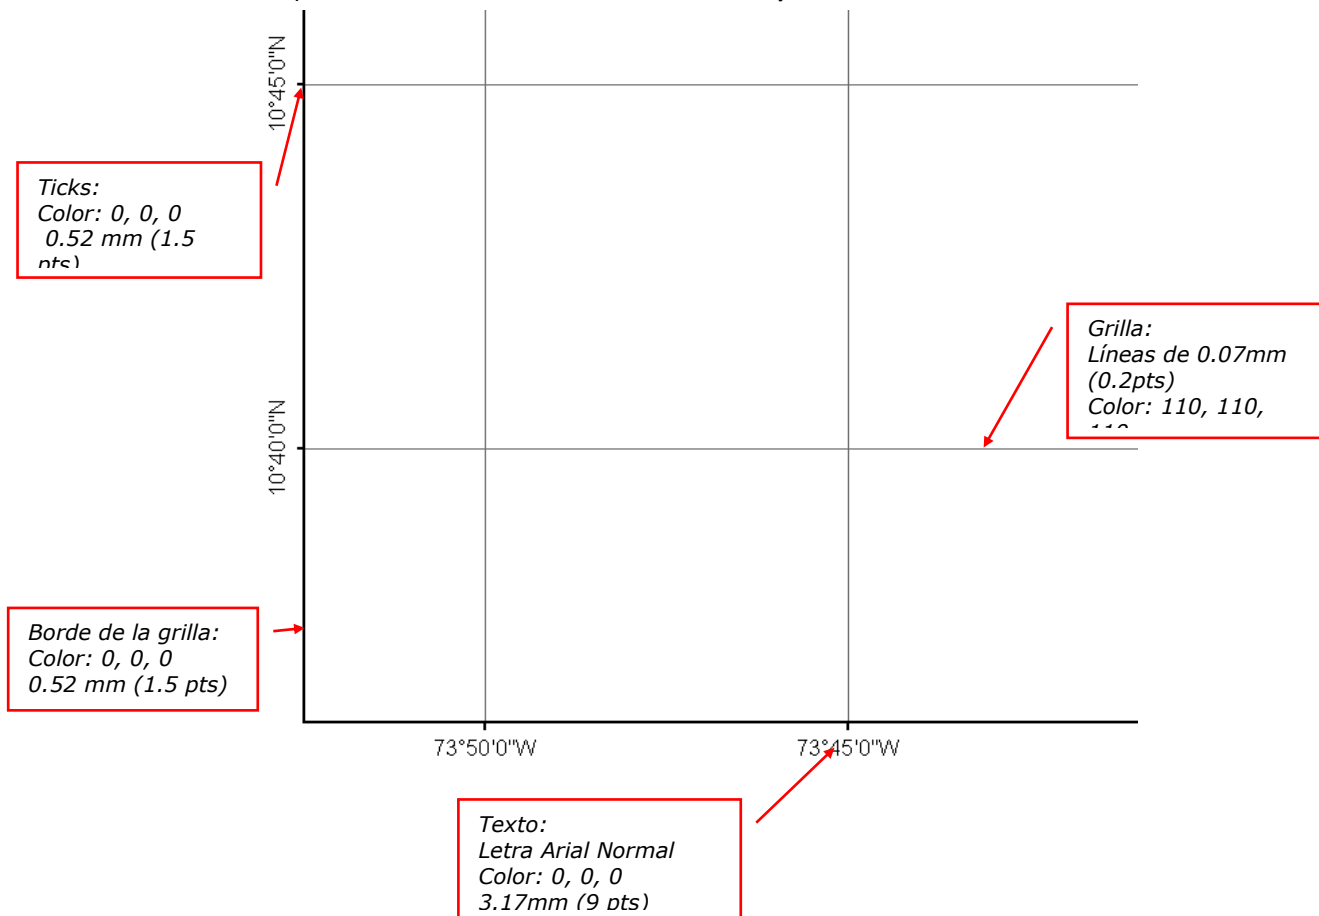 10°45'0"N
Ticks:
Color: 0, 0, 0
0.52 mm (1.5
pts)
Grilla:
Líneas de 0.07mm
(0.2pts)
Color: 110, 110,
10°40'0"N
Borde de la grilla:
Color: 0, 0, 0
0.52 mm (1.5 pts)
73°50'0"W
73°45'0"W
Texto:
Letra Arial Normal
Color: 0, 0, 0
3.17mm (9 pts)